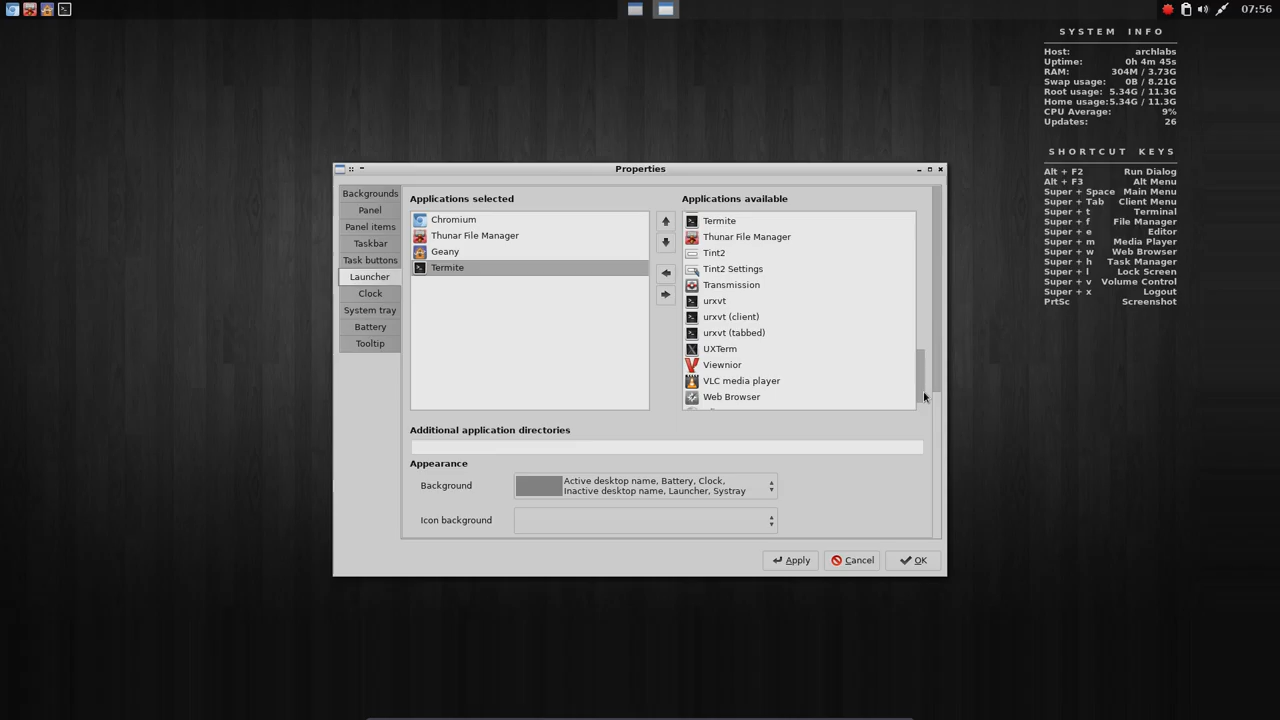 07:56
SYSTEM INFO
Host: archlabs
Uptime: 0h 4m 45s
RAM: 304M / 3.73G
Swap usage: 0B / 8.21G
Root usage: 5.34G / 11.3G
Home usage:5.34G / 11.3G
CPU Average: 9%
Updates: 26
SHORTCUT KEYS
Alt + F2 Run Dialog
Alt + F3 Alt Menu
Super + Space Main Menu
Super + Tab Client Menu
Super + t Terminal
Super + f File Manager
Super + e Editor
Super + m Media Player
Super + w Web Browser
Super + h Task Manager
Super + l Lock Screen
Super + v Volume Control
Super + x Logout
PrtSc Screenshot
Properties
Backgrounds
Panel
Panel items
Taskbar
Task buttons
Launcher
Clock
System tray
Battery
Tooltip
Applications selected
Chromium
Thunar File Manager
Geany
Termite
Applications available
Termite
Thunar File Manager
Tint2
Tint2 Settings
Transmission
urxvt
urxvt (client)
urxvt (tabbed)
UXTerm
Viewnior
VLC media player
Web Browser
Additional application directories
Appearance
Background
Active desktop name, Battery, Clock,
Inactive desktop name, Launcher, Systray
Icon background
Apply
Cancel
OK